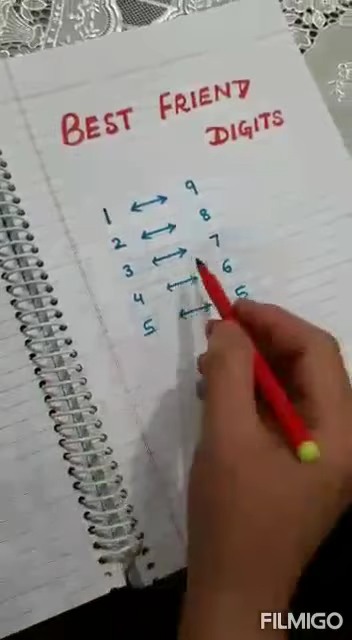 BEST FRIEND
DIGITS
1 ↔ 9
2 ↔ 8
3 ↔ 7
4 ↔ 6
5 ↔ 5
FILMIGO